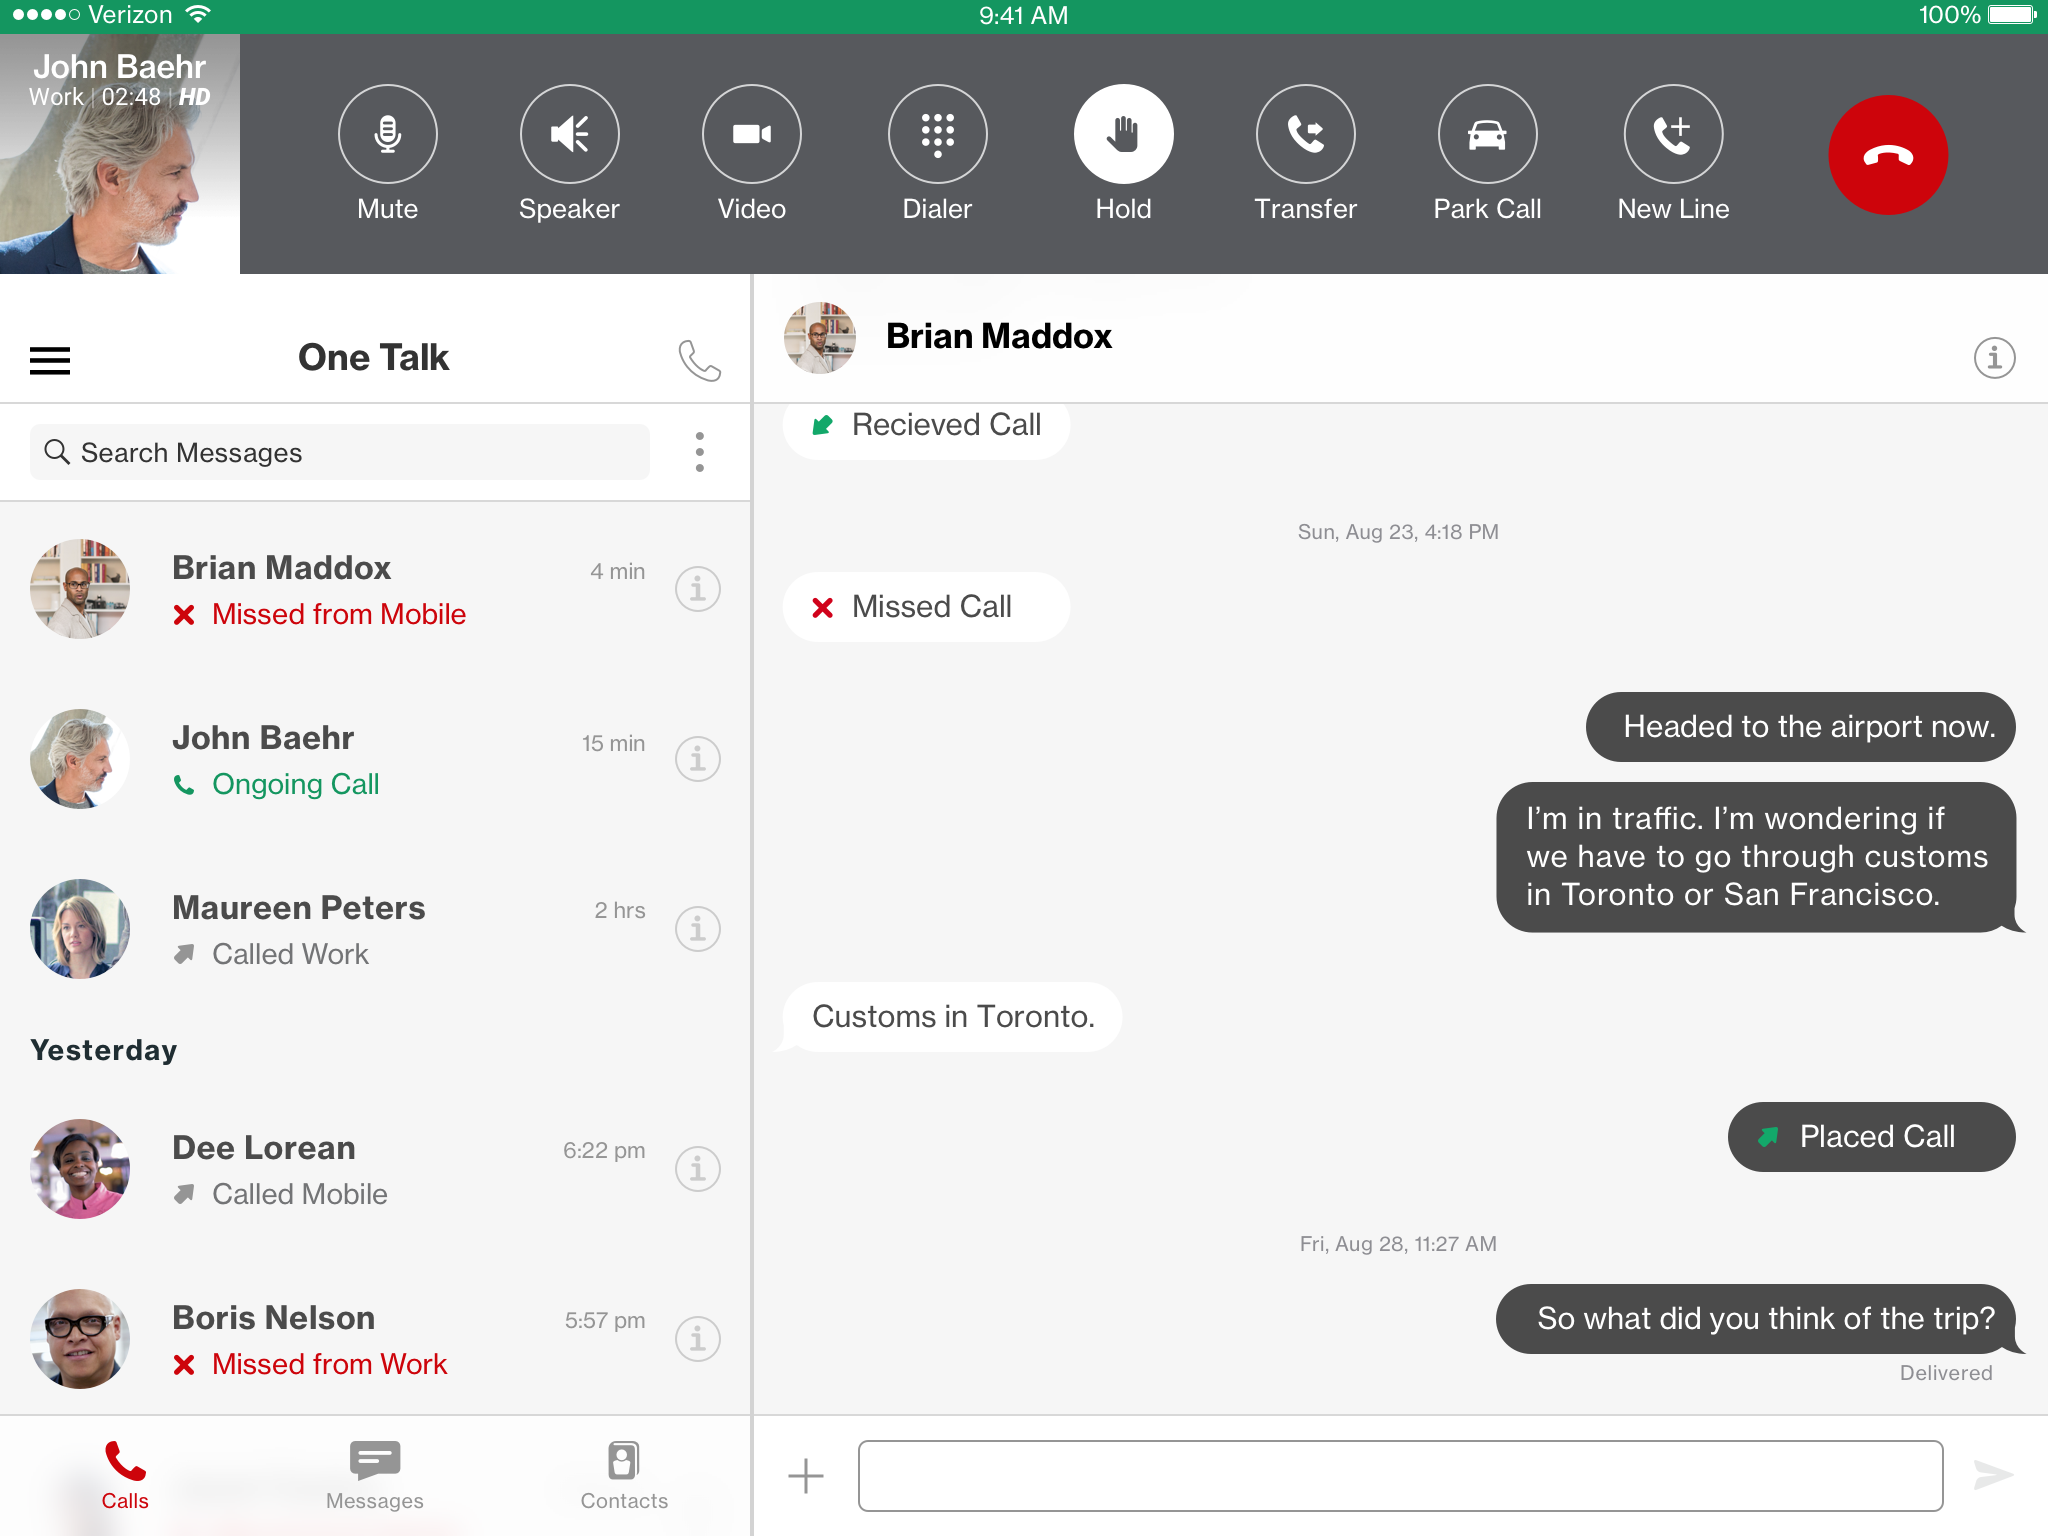 Verizon
9:41 AM
100%
John Baehr
Work | 02:48 | HD
Mute
Speaker
Video
Dialer
Hold
Transfer
Park Call
New Line
One Talk
Search Messages
Brian Maddox
4 min
Missed from Mobile
John Baehr
15 min
Ongoing Call
Maureen Peters
2 hrs
Called Work
Yesterday
Dee Lorean
6:22 pm
Called Mobile
Boris Nelson
5:57 pm
Missed from Work
Calls
Messages
Contacts
Brian Maddox
Recieved Call
Sun, Aug 23, 4:18 PM
Missed Call
Headed to the airport now.
I'm in traffic. I'm wondering if
we have to go through customs
in Toronto or San Francisco.
Customs in Toronto.
Placed Call
Fri, Aug 28, 11:27 AM
So what did you think of the trip?
Delivered